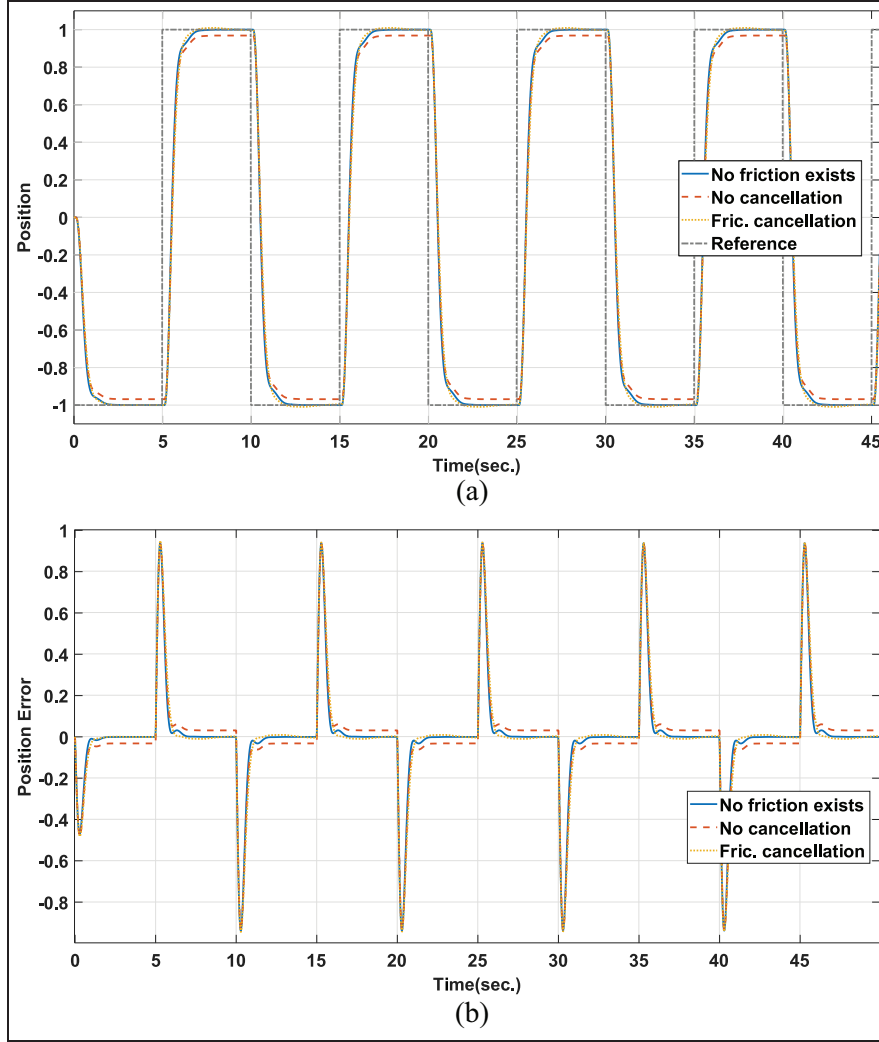 1
0.8
0.6
0.4
0.2
0
-0.2
-0.4
-0.6
-0.8
-1
Position
No friction exists
No cancellation
Fric. cancellation
Reference
0 5 10 15 20 25 30 35 40 45
Time(sec.)
(a)
1
0.8
0.6
0.4
0.2
0
-0.2
-0.4
-0.6
-0.8
Position Error
No friction exists
No cancellation
Fric. cancellation
0 5 10 15 20 25 30 35 40 45
Time(sec.)
(b)